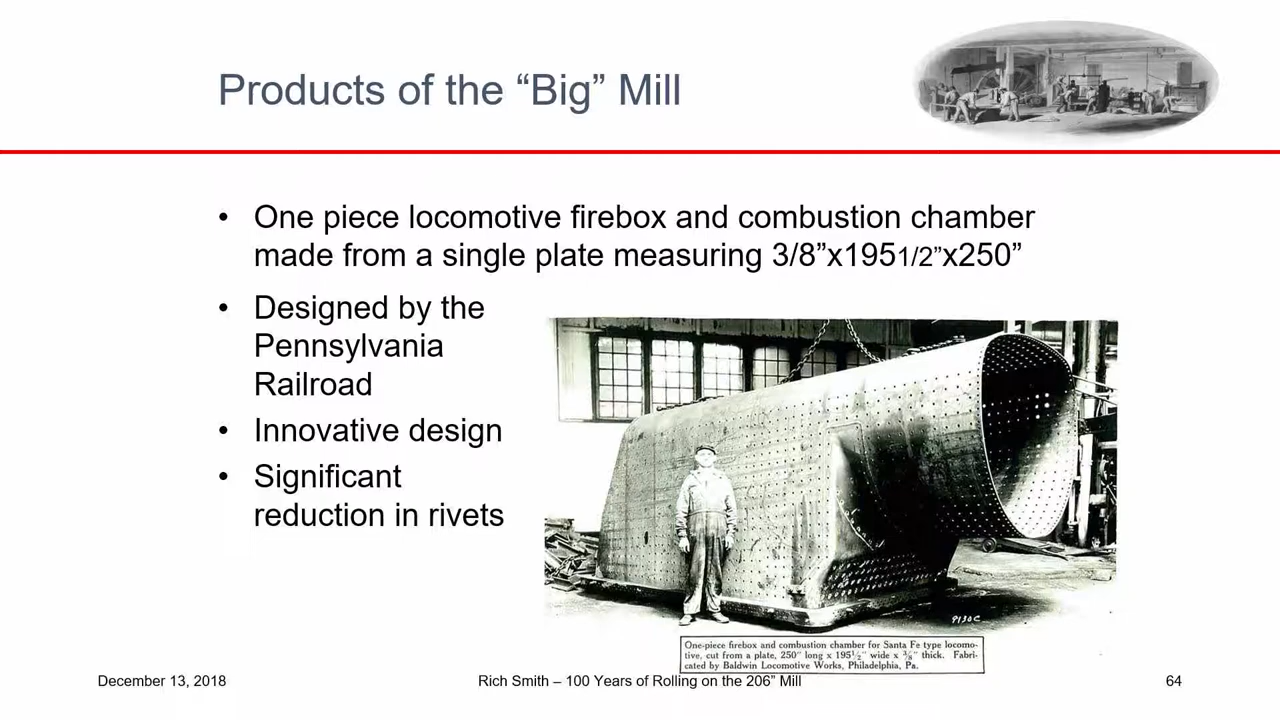 Products of the “Big” Mill
• One piece locomotive firebox and combustion chamber
made from a single plate measuring 3/8”x1951/2”x250”
• Designed by the
Pennsylvania
Railroad
• Innovative design
• Significant
reduction in rivets
9130C
One-piece firebox and combustion chamber for Santa Fe type locomo-
tive, cut from a plate, 250" long x 195½" wide x ⅜" thick. Fabri-
cated by Baldwin Locomotive Works, Philadelphia, Pa.
December 13, 2018
Rich Smith – 100 Years of Rolling on the 206” Mill
64